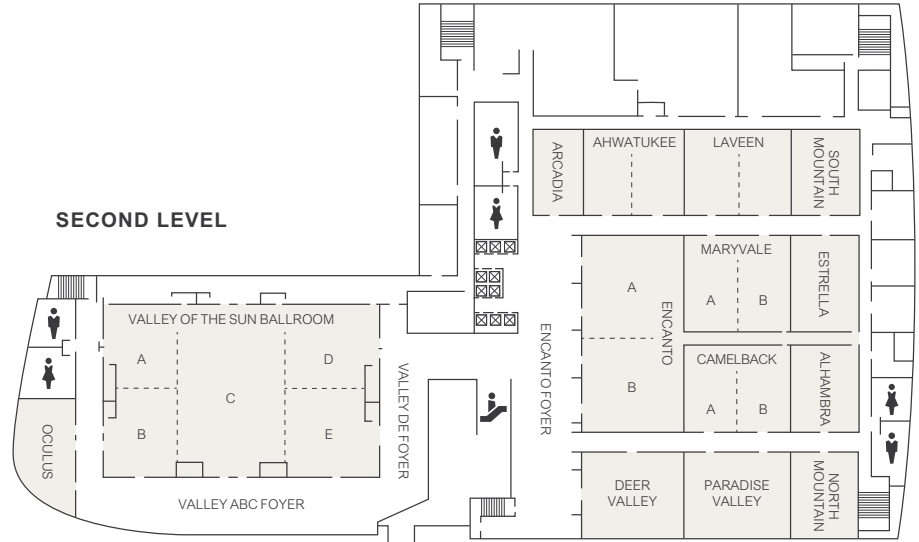 SECOND LEVEL
ARCADIA
AHWATUKEE
LAVEEN
SOUTH
MOUNTAIN
MARYVALE
A
B
ESTRELLA
ENCANTO
A
B
CAMELBACK
A
B
ALHAMBRA
ENCANTO FOYER
VALLEY OF THE SUN BALLROOM
A
D
C
B
E
VALLEY DE FOYER
OCULUS
VALLEY ABC FOYER
DEER
VALLEY
PARADISE
VALLEY
NORTH
MOUNTAIN